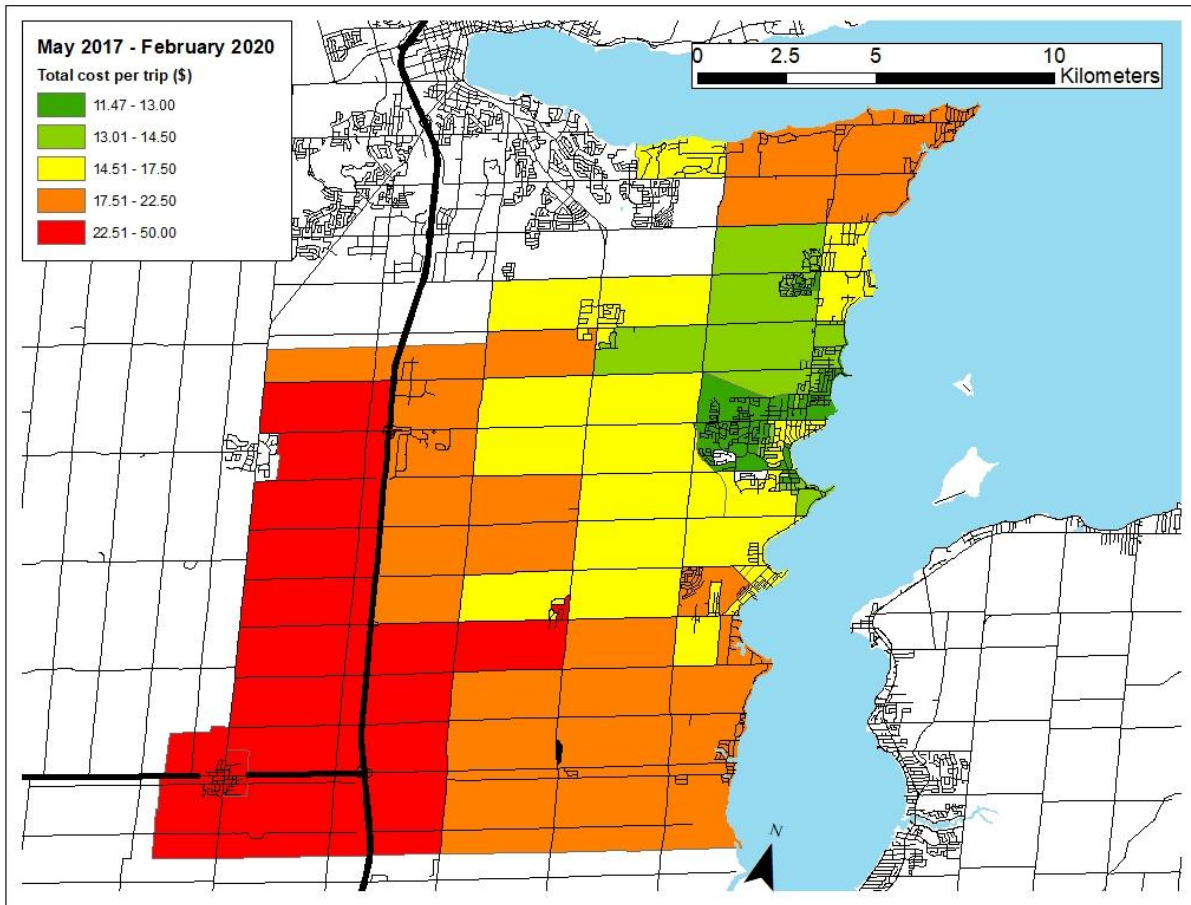 May 2017 - February 2020
Total cost per trip ($)
11.47 - 13.00
13.01 - 14.50
14.51 - 17.50
17.51 - 22.50
22.51 - 50.00
0 2.5 5 10
Kilometers
N